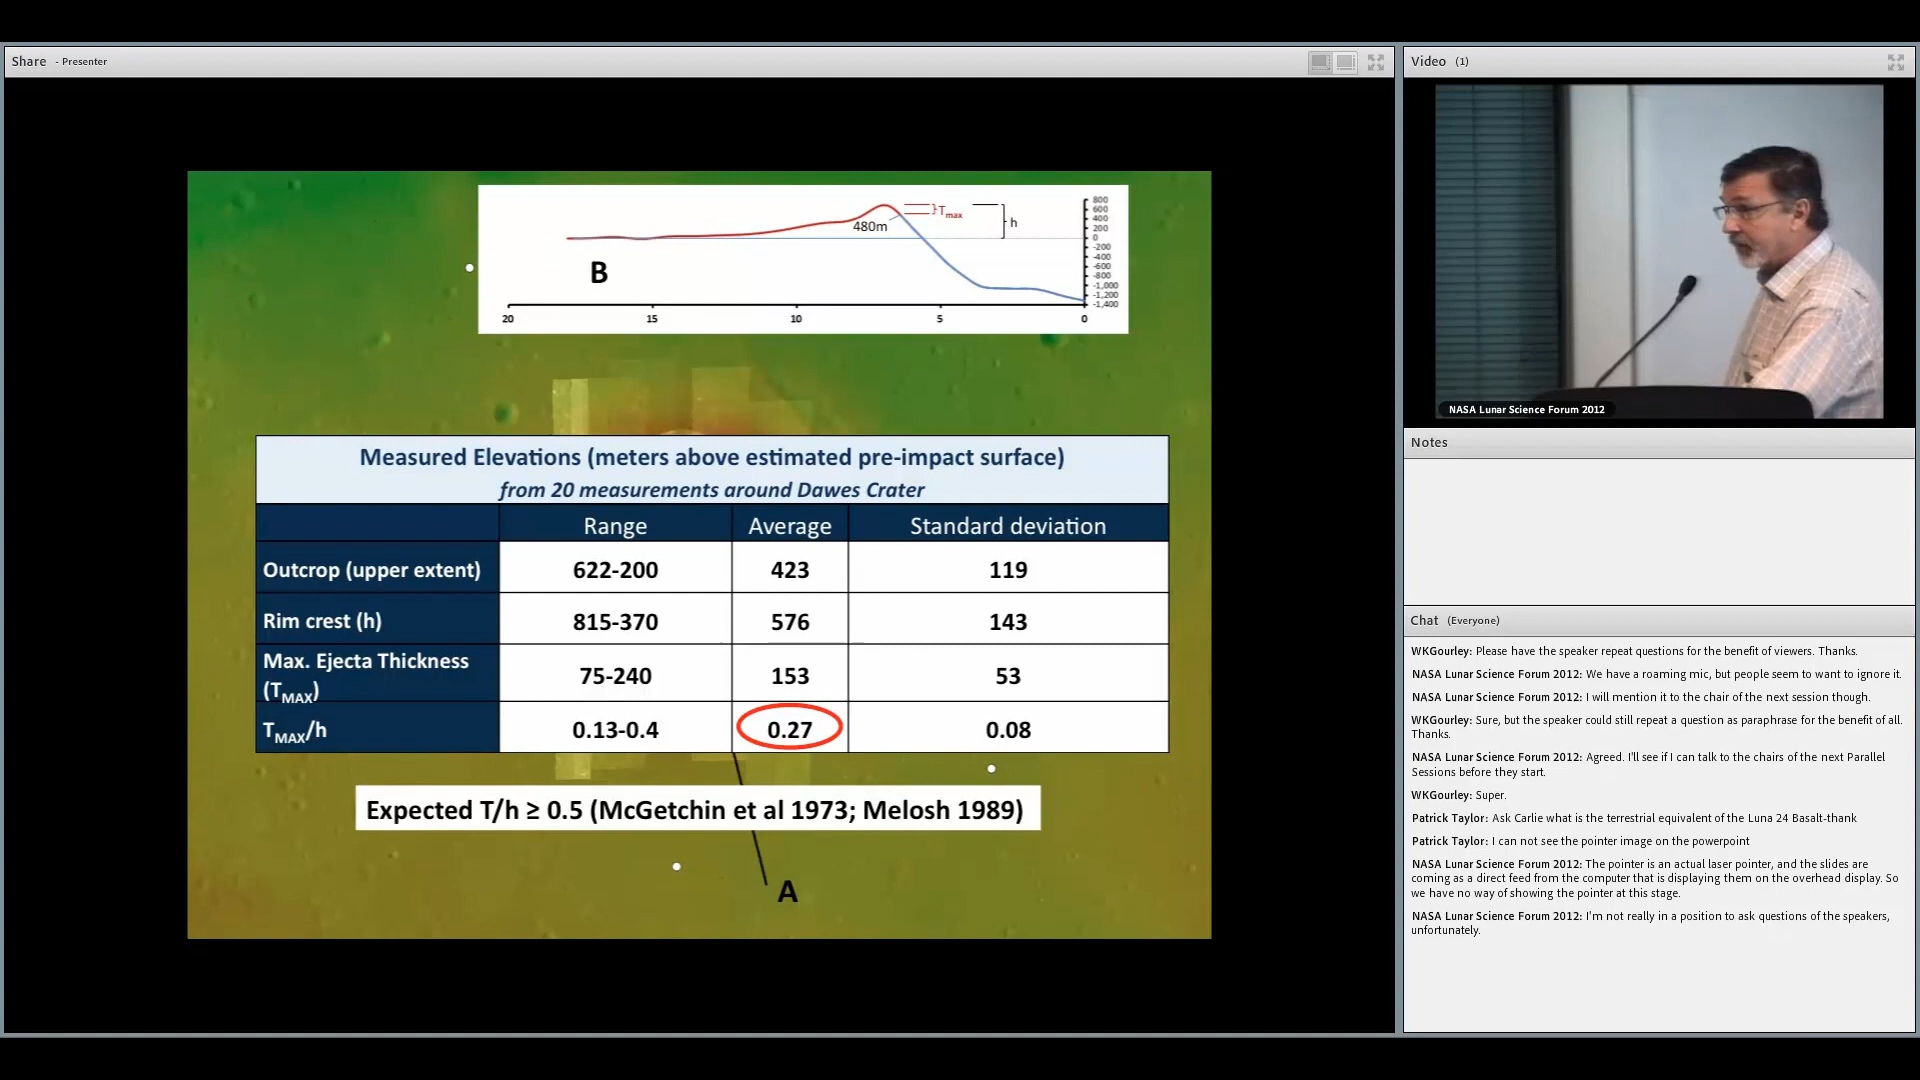 Share - Presenter
800
600
400
200
0
-200
-400
-600
-800
-1,000
-1,200
-1,400
Tmax
h
480m
B
20 15 10 5 0
Measured Elevations (meters above estimated pre-impact surface)
from 20 measurements around Dawes Crater
Range Average Standard deviation
Outcrop (upper extent) 622-200 423 119
Rim crest (h) 815-370 576 143
Max. Ejecta Thickness
(TMAX) 75-240 153 53
TMAX/h 0.13-0.4 0.27 0.08
Expected T/h ≥ 0.5 (McGetchin et al 1973; Melosh 1989)
A
Video (1)
NASA Lunar Science Forum 2012
Notes
Chat (Everyone)
WKGourley: Please have the speaker repeat questions for the benefit of viewers. Thanks.
NASA Lunar Science Forum 2012: We have a roaming mic, but people seem to want to ignore it.
NASA Lunar Science Forum 2012: I will mention it to the chair of the next session though.
WKGourley: Sure, but the speaker could still repeat a question as paraphrase for the benefit of all.
Thanks.
NASA Lunar Science Forum 2012: Agreed. I'll see if I can talk to the chairs of the next Parallel
Sessions before they start.
WKGourley: Super.
Patrick Taylor: Ask Carlie what is the terrestrial equivalent of the Luna 24 Basalt-thank
Patrick Taylor: I can not see the pointer image on the powerpoint
NASA Lunar Science Forum 2012: The pointer is an actual laser pointer, and the slides are
coming as a direct feed from the computer that is displaying them on the overhead display. So
we have no way of showing the pointer at this stage.
NASA Lunar Science Forum 2012: I'm not really in a position to ask questions of the speakers,
unfortunately.